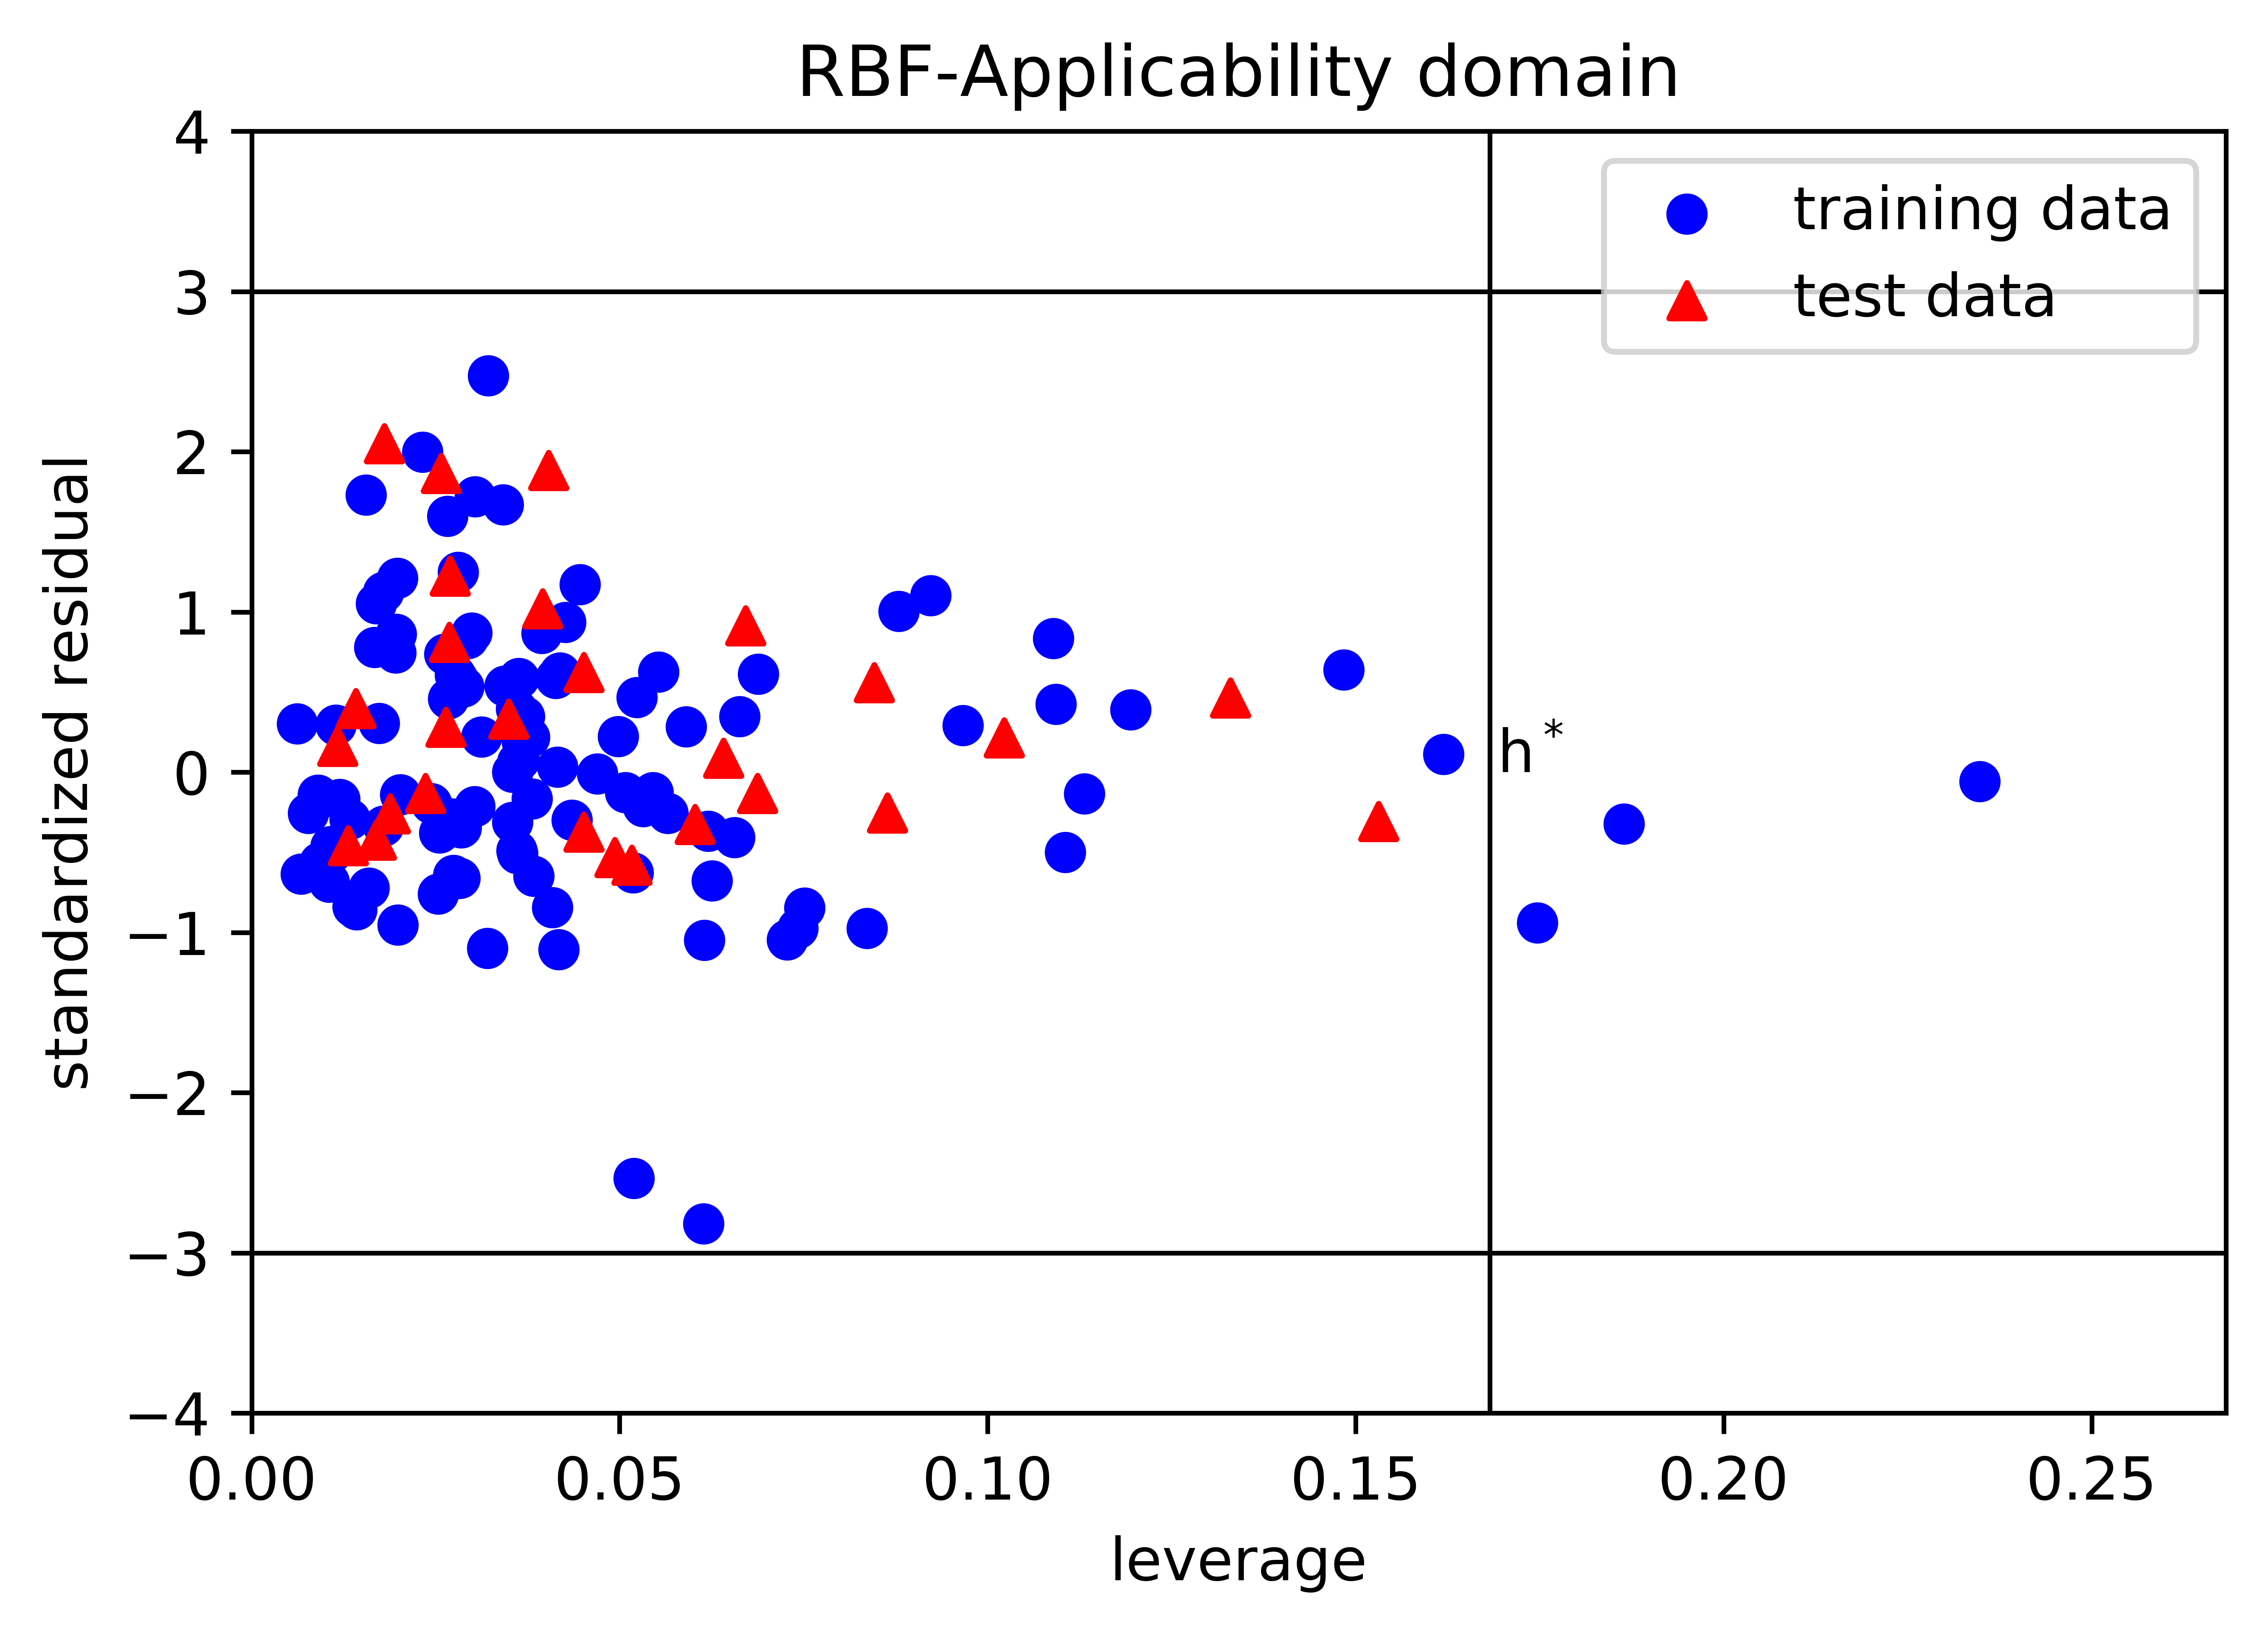 RBF-Applicability domain
4
3
2
1
0
−1
−2
−3
−4
standardized residual
training data
test data
h*
0.00 0.05 0.10 0.15 0.20 0.25
leverage